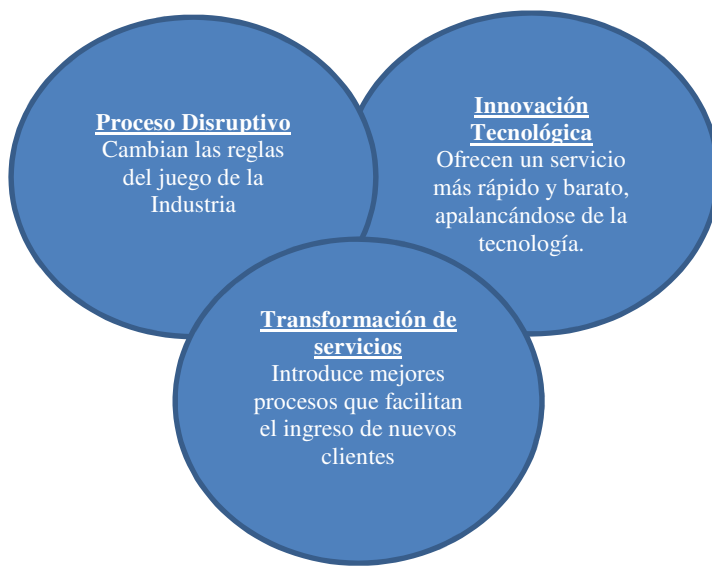 Proceso Disruptivo
Cambian las reglas
del juego de la
Industria
Innovación
Tecnológica
Ofrecen un servicio
más rápido y barato,
apalancándose de la
tecnología.
Transformación de
servicios
Introduce mejores
procesos que facilitan
el ingreso de nuevos
clientes